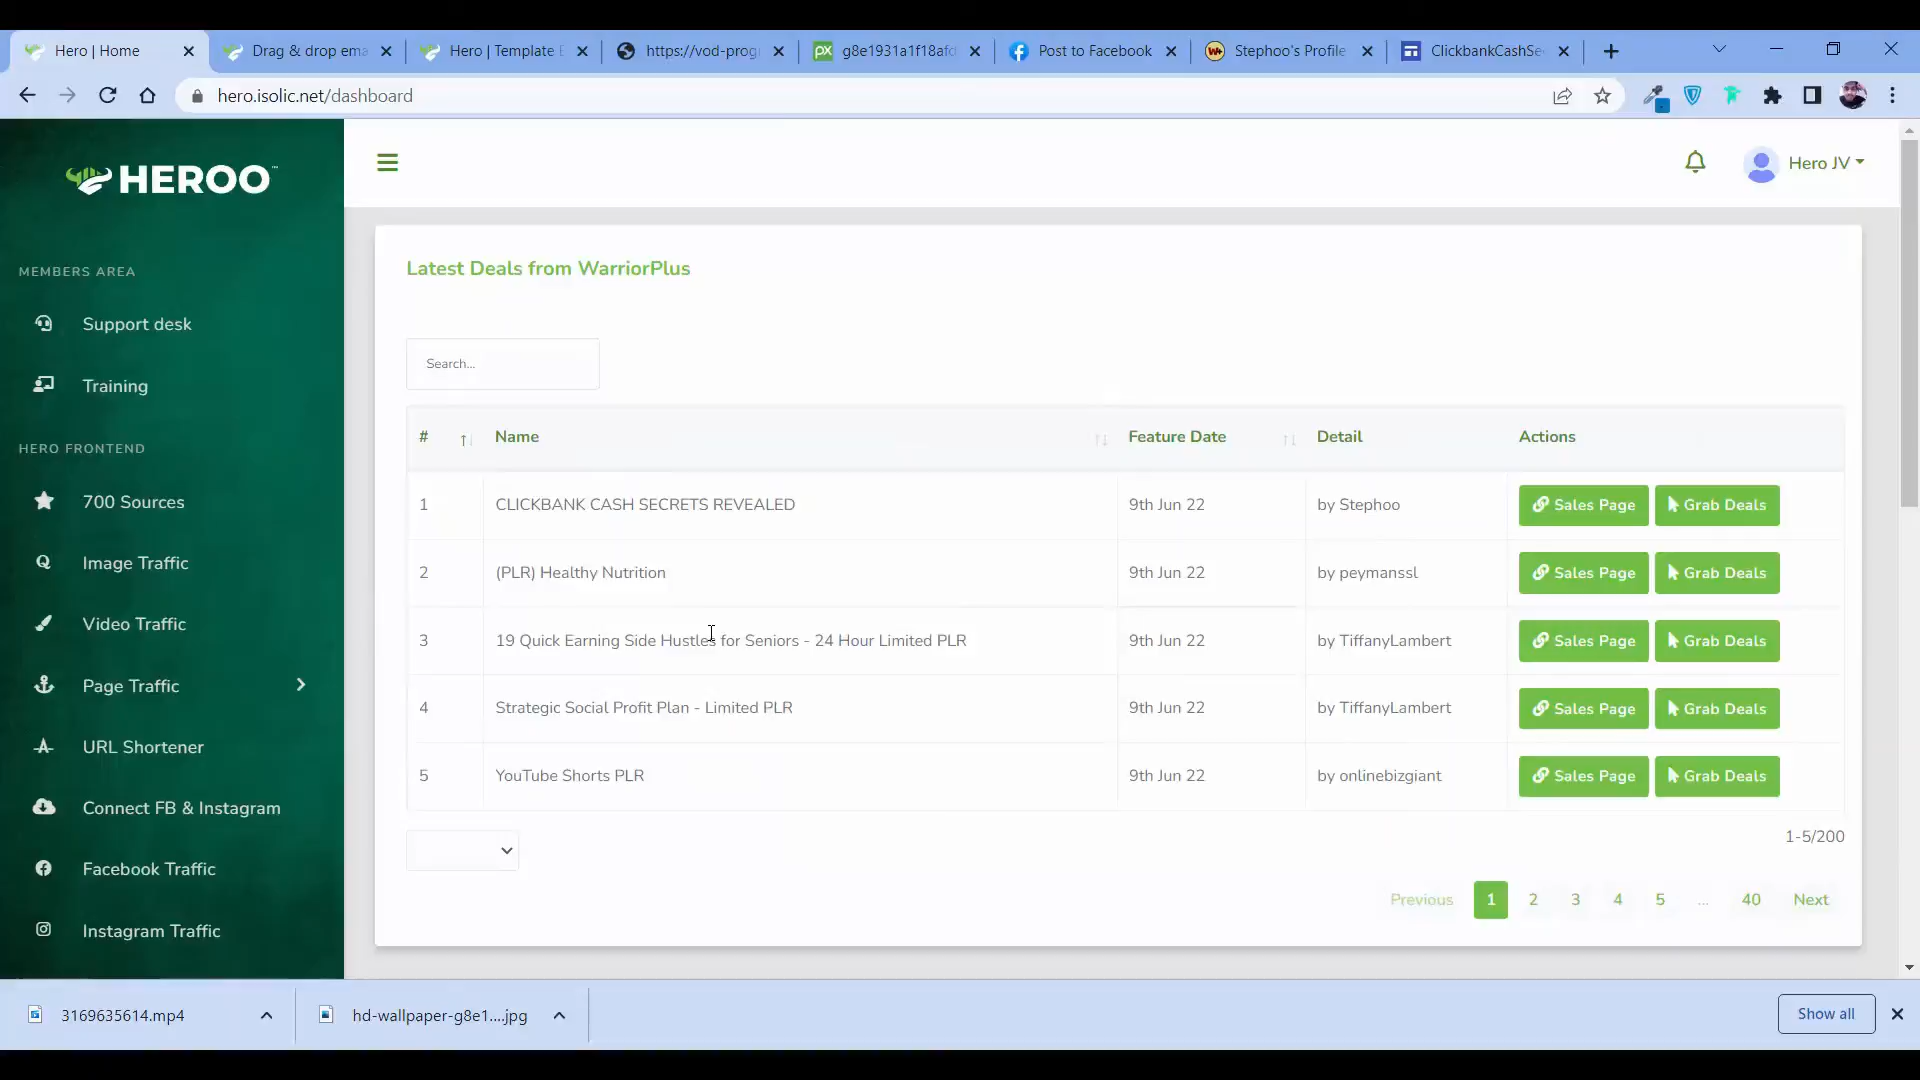 Hero | Home
Drag & drop ema
Hero | Template E
https://vod-prog
g8e1931a1f18afd
Post to Facebook
Stephoo's Profile
ClickbankCashSe
hero.isolic.net/dashboard
HEROO
Hero JV
MEMBERS AREA
Support desk
Training
HERO FRONTEND
700 Sources
Image Traffic
Video Traffic
Page Traffic
URL Shortener
Connect FB & Instagram
Facebook Traffic
Instagram Traffic
Latest Deals from WarriorPlus
Search...
# Name Feature Date Detail Actions
1 CLICKBANK CASH SECRETS REVEALED 9th Jun 22 by Stephoo Sales Page Grab Deals
2 (PLR) Healthy Nutrition 9th Jun 22 by peymanssl Sales Page Grab Deals
3 19 Quick Earning Side Hustles for Seniors - 24 Hour Limited PLR 9th Jun 22 by TiffanyLambert Sales Page Grab Deals
4 Strategic Social Profit Plan - Limited PLR 9th Jun 22 by TiffanyLambert Sales Page Grab Deals
5 YouTube Shorts PLR 9th Jun 22 by onlinebizgiant Sales Page Grab Deals
1-5/200
Previous 1 2 3 4 5 ... 40 Next
3169635614.mp4
hd-wallpaper-g8e1....jpg
Show all